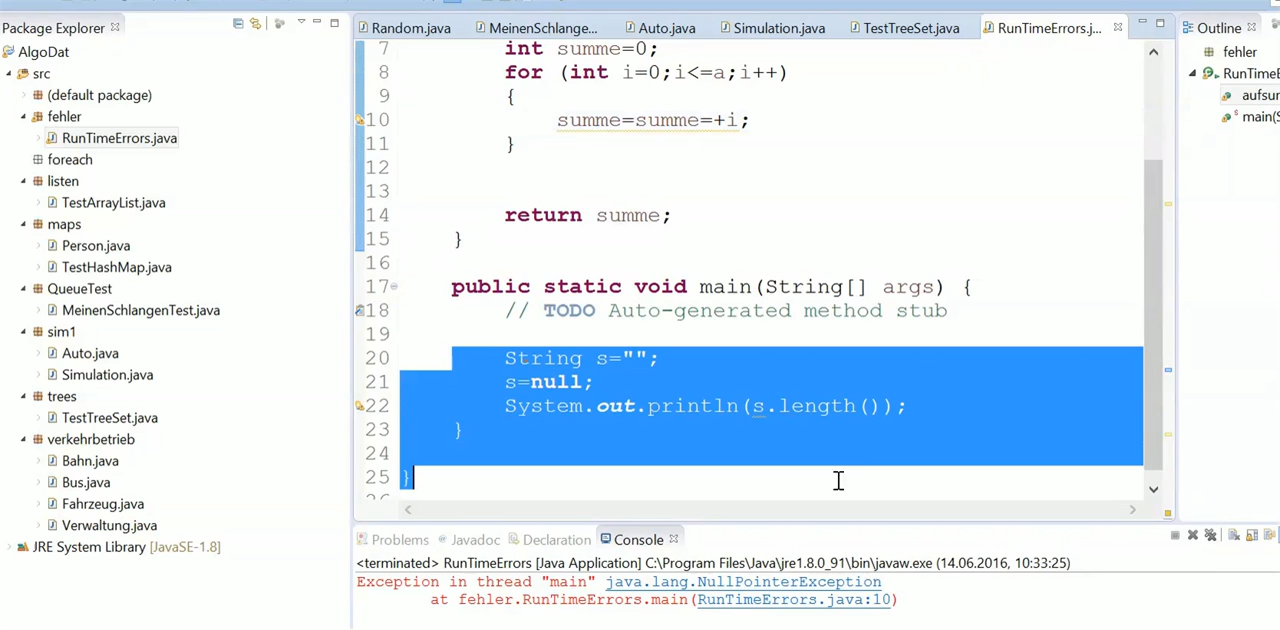 Package Explorer
AlgoDat
src
(default package)
fehler
RunTimeErrors.java
foreach
listen
TestArrayList.java
maps
Person.java
TestHashMap.java
QueueTest
MeinenSchlangenTest.java
sim1
Auto.java
Simulation.java
trees
TestTreeSet.java
verkehrbetrieb
Bahn.java
Bus.java
Fahrzeug.java
Verwaltung.java
JRE System Library [JavaSE-1.8]
Random.java MeinenSchlange... Auto.java Simulation.java TestTreeSet.java RunTimeErrors.j...
7 int summe=0;
8 for (int i=0;i<=a;i++)
9 {
10 summe=summe=+i;
11 }
12
13
14 return summe;
15 }
16
17 public static void main(String[] args) {
18 // TODO Auto-generated method stub
19
20 String s="";
21 s=null;
22 System.out.println(s.length());
23 }
24
25 }
Outline
fehler
RunTimeE
aufsur
main(S
Problems Javadoc Declaration Console
<terminated> RunTimeErrors [Java Application] C:\Program Files\Java\jre1.8.0_91\bin\javaw.exe (14.06.2016, 10:33:25)
Exception in thread "main" java.lang.NullPointerException
at fehler.RunTimeErrors.main(RunTimeErrors.java:10)